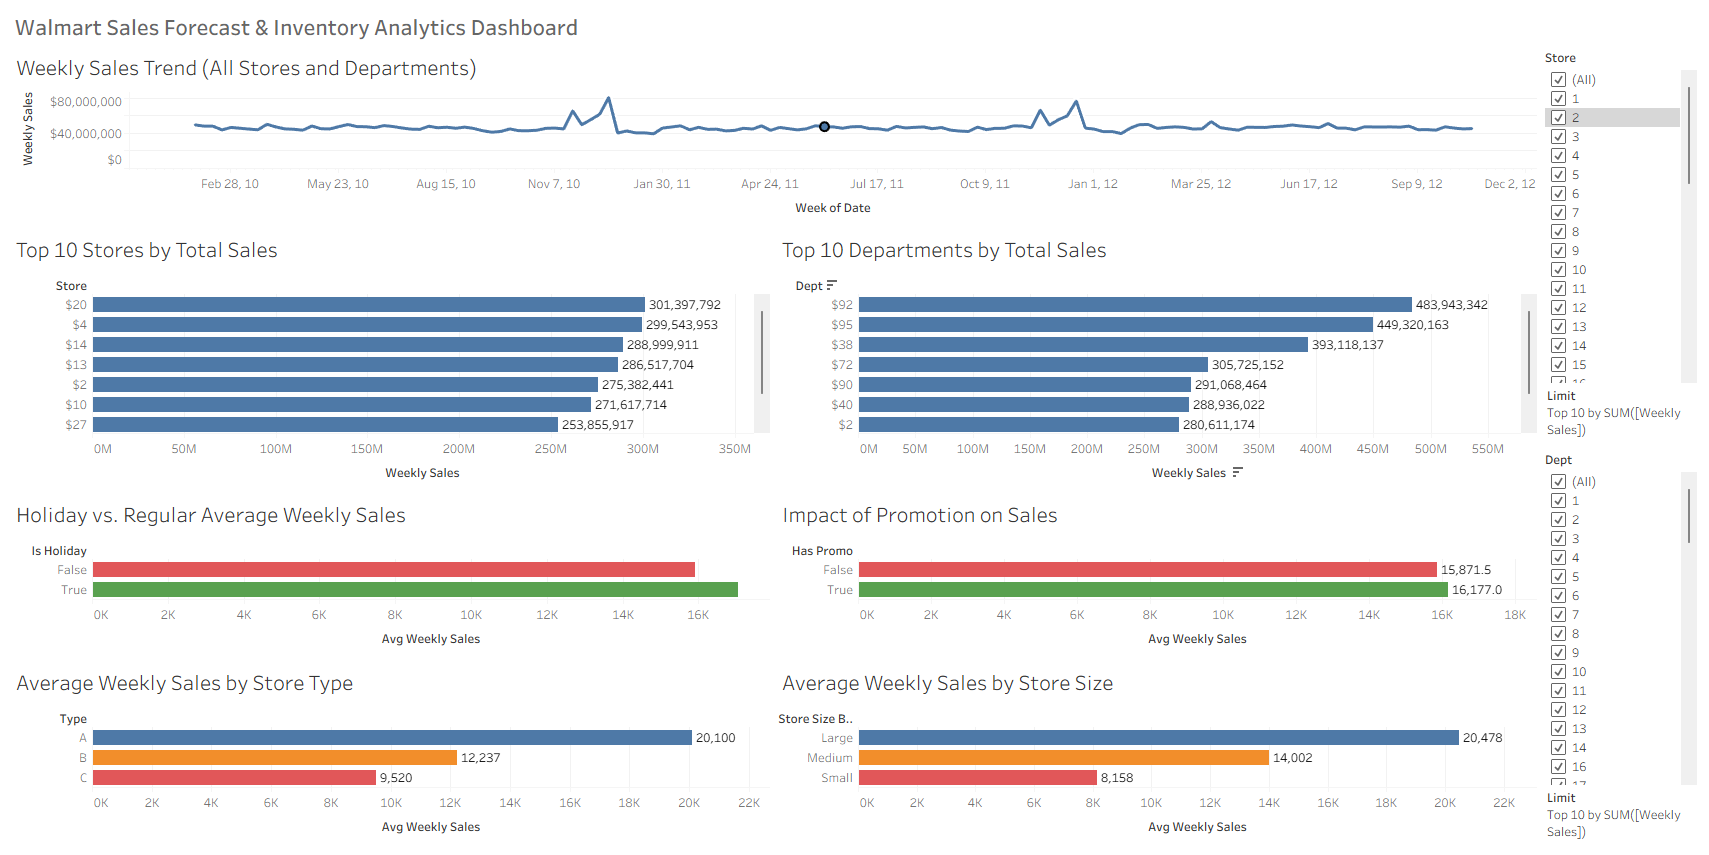 Walmart Sales Forecast & Inventory Analytics Dashboard
Weekly Sales Trend (All Stores and Departments)
Weekly Sales
$80,000,000
$40,000,000
$0
Feb 28, 10 May 23, 10 Aug 15, 10 Nov 7, 10 Jan 30, 11 Apr 24, 11 Jul 17, 11 Oct 9, 11 Jan 1, 12 Mar 25, 12 Jun 17, 12 Sep 9, 12 Dec 2, 12
Week of Date
Top 10 Stores by Total Sales
Store
$20 301,397,792
$4 299,543,953
$14 288,999,911
$13 286,517,704
$2 275,382,441
$10 271,617,714
$27 253,855,917
0M 50M 100M 150M 200M 250M 300M 350M
Weekly Sales
Top 10 Departments by Total Sales
Dept
$92 483,943,342
$95 449,320,163
$38 393,118,137
$72 305,725,152
$90 291,068,464
$40 288,936,022
$2 280,611,174
0M 50M 100M 150M 200M 250M 300M 350M 400M 450M 500M 550M
Weekly Sales
Holiday vs. Regular Average Weekly Sales
Is Holiday
False
True
0K 2K 4K 6K 8K 10K 12K 14K 16K
Avg Weekly Sales
Impact of Promotion on Sales
Has Promo
False 15,871.5
True 16,177.0
0K 2K 4K 6K 8K 10K 12K 14K 16K 18K
Avg Weekly Sales
Average Weekly Sales by Store Type
Type
A 20,100
B 12,237
C 9,520
0K 2K 4K 6K 8K 10K 12K 14K 16K 18K 20K 22K
Avg Weekly Sales
Average Weekly Sales by Store Size
Store Size B..
Large 20,478
Medium 14,002
Small 8,158
0K 2K 4K 6K 8K 10K 12K 14K 16K 18K 20K 22K
Avg Weekly Sales
Store
(All)
1
2
3
4
5
6
7
8
9
10
11
12
13
14
15
16
Limit
Top 10 by SUM([Weekly
Sales])
Dept
(All)
1
2
3
4
5
6
7
8
9
10
11
12
13
14
16
17
Limit
Top 10 by SUM([Weekly
Sales])